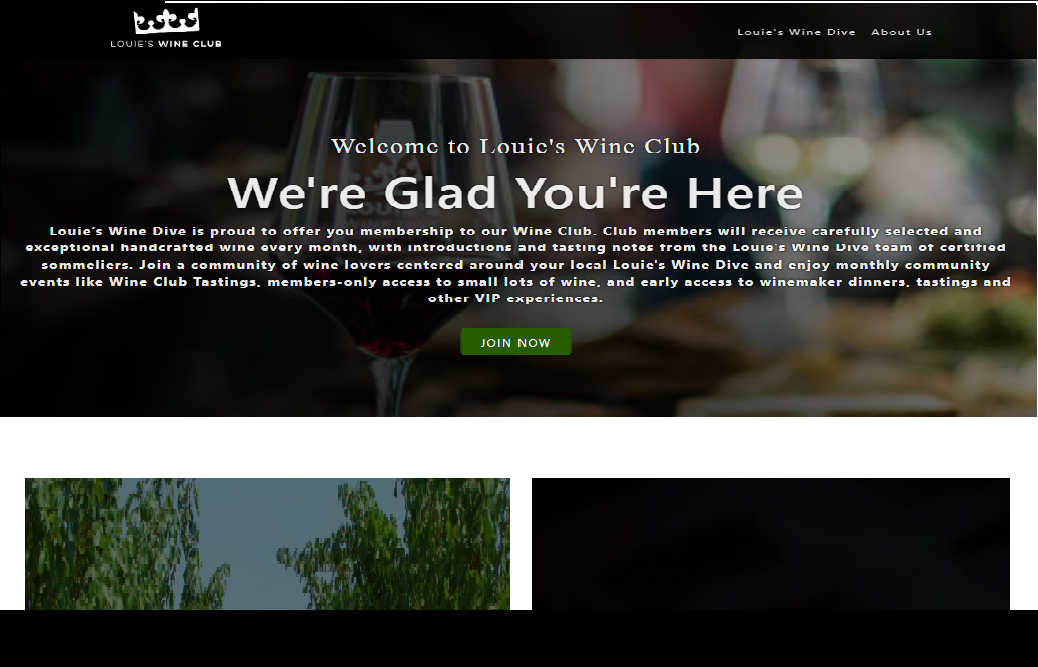 LOUIE'S WINE CLUB
Louie's Wine Dive About Us
Welcome to Louie's Wine Club
We're Glad You're Here
Louie's Wine Dive is proud to offer you membership to our Wine Club. Club members will receive carefully selected and
exceptional handcrafted wine every month, with introductions and tasting notes from the Louie's Wine Dive team of certified
sommeliers. Join a community of wine lovers centered around your local Louie's Wine Dive and enjoy monthly community
events like Wine Club Tastings, members-only access to small lots of wine, and early access to winemaker dinners, tastings and
other VIP experiences.
JOIN NOW